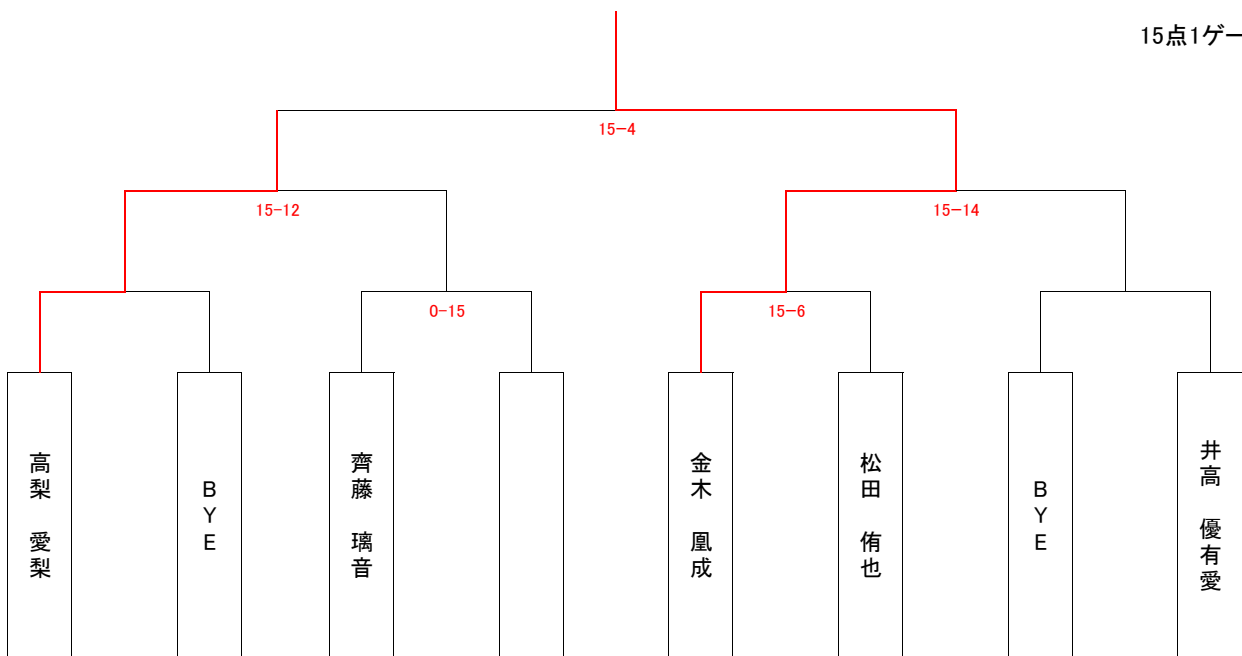 15点1ゲー
15−4
15-12
15−14
0-15
15−6
高梨 愛梨
BYE
齊藤 璃音
金木 凰成
松田 侑也
BYE
井高 優有愛